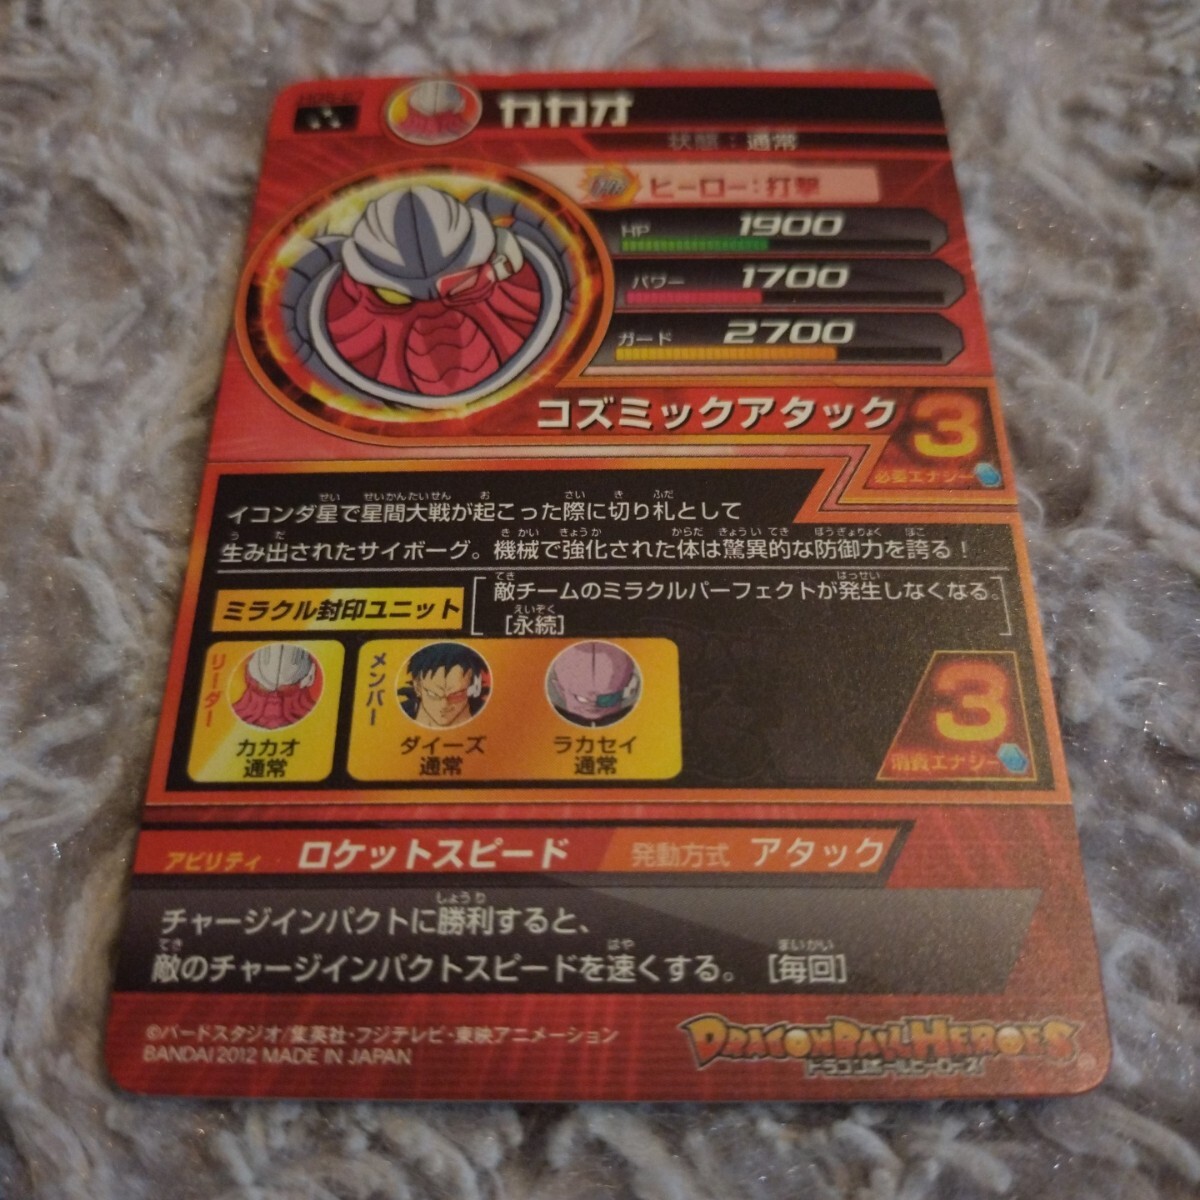 カカオ
状態：通常
ヒーロー：打撃
HP 1900
パワー 1700
ガード 2700
コズミックアタック 3
必要エナジー
イコンダ星で星間大戦が起こった際に切り札として
生み出されたサイボーグ。機械で強化された体は驚異的な防御力を誇る！
ミラクル封印ユニット
敵チームのミラクルパーフェクトが発生しなくなる。
[永続]
リーダー
カカオ
通常
メンバー
ダイーズ
通常
ラカセイ
通常
3
消費エナジー
アビリティ ロケットスピード 発動方式 アタック
チャージインパクトに勝利すると、
敵のチャージインパクトスピードを速くする。[毎回]
©バードスタジオ/集英社・フジテレビ・東映アニメーション
BANDAI 2012 MADE IN JAPAN
DRAGON BALL HEROES
ドラゴンボールヒーローズ